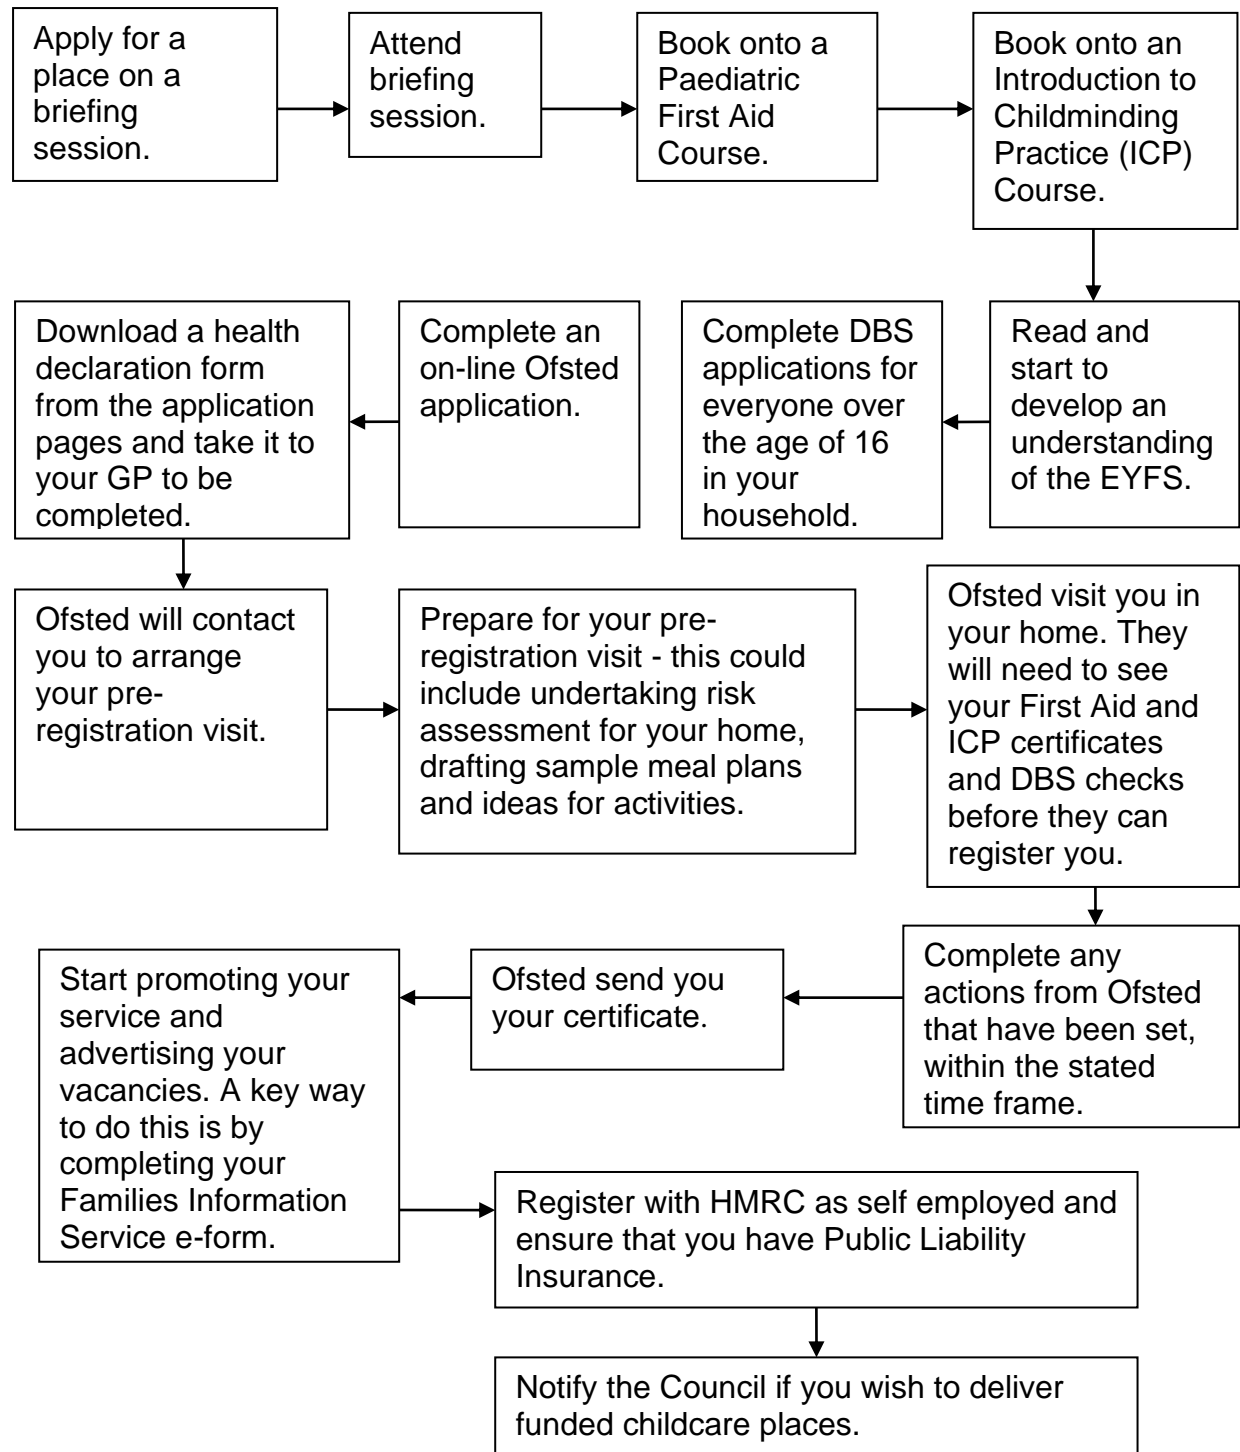 Apply for a
place on a
briefing
session.
Attend
briefing
session.
Book onto a
Paediatric
First Aid
Course.
Book onto an
Introduction to
Childminding
Practice (ICP)
Course.
Read and
start to
develop an
understanding
of the EYFS.
Complete DBS
applications for
everyone over
the age of 16
in your
household.
Complete an
on-line Ofsted
application.
Download a health
declaration form
from the application
pages and take it to
your GP to be
completed.
Ofsted will contact
you to arrange
your pre-
registration visit.
Prepare for your pre-
registration visit - this could
include undertaking risk
assessment for your home,
drafting sample meal plans
and ideas for activities.
Ofsted visit you in
your home. They
will need to see
your First Aid and
ICP certificates
and DBS checks
before they can
register you.
Complete any
actions from Ofsted
that have been set,
within the stated
time frame.
Ofsted send you
your certificate.
Start promoting your
service and
advertising your
vacancies. A key way
to do this is by
completing your
Families Information
Service e-form.
Register with HMRC as self employed and
ensure that you have Public Liability
Insurance.
Notify the Council if you wish to deliver
funded childcare places.